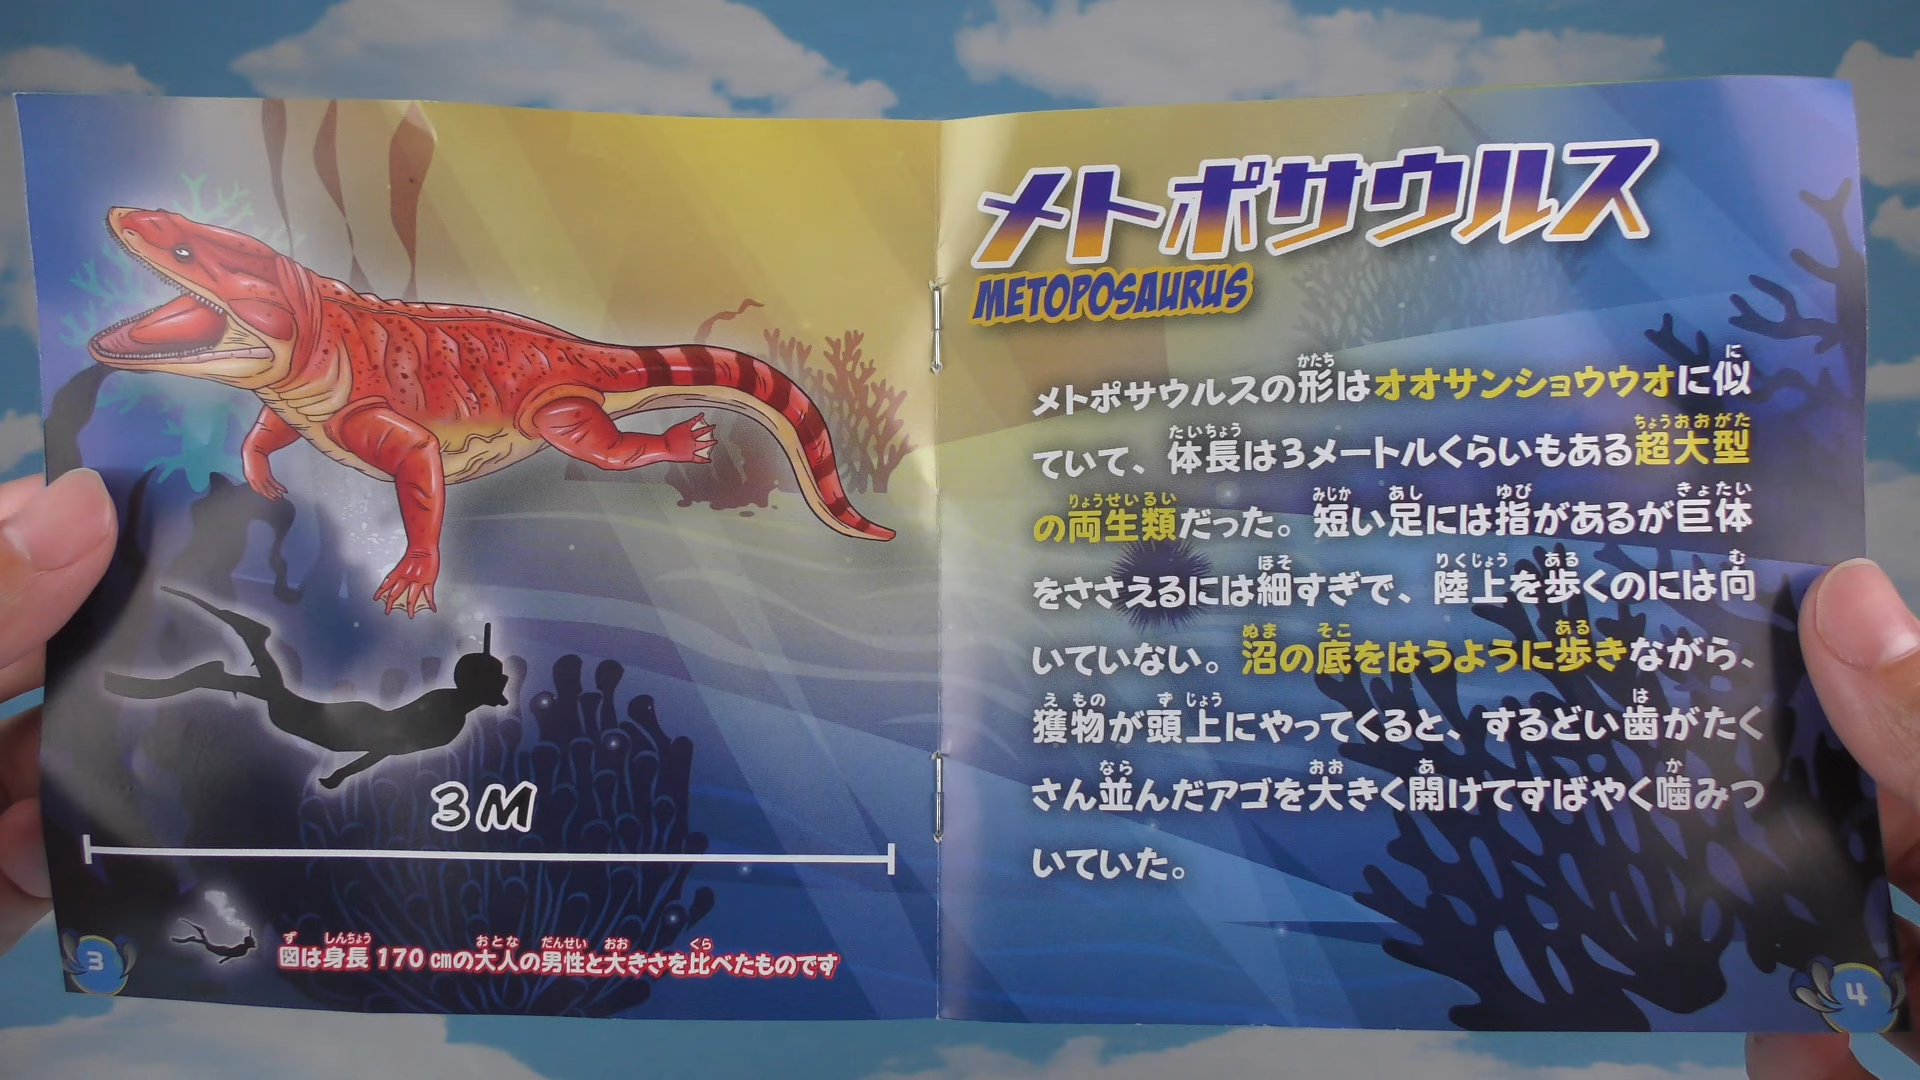 3M
図は身長170㎝の大人の男性と大きさを比べたものです
3
メトポサウルス
METOPOSAURUS
メトポサウルスの形はオオサンショウウオに似
ていて、体長は3メートルくらいもある超大型
の両生類だった。短い足には指があるが巨体
をささえるには細すぎで、陸上を歩くのには向
いていない。沼の底をはうように歩きながら、
獲物が頭上にやってくると、するどい歯がたく
さん並んだアゴを大きく開けてすばやく噛みつ
いていた。
4